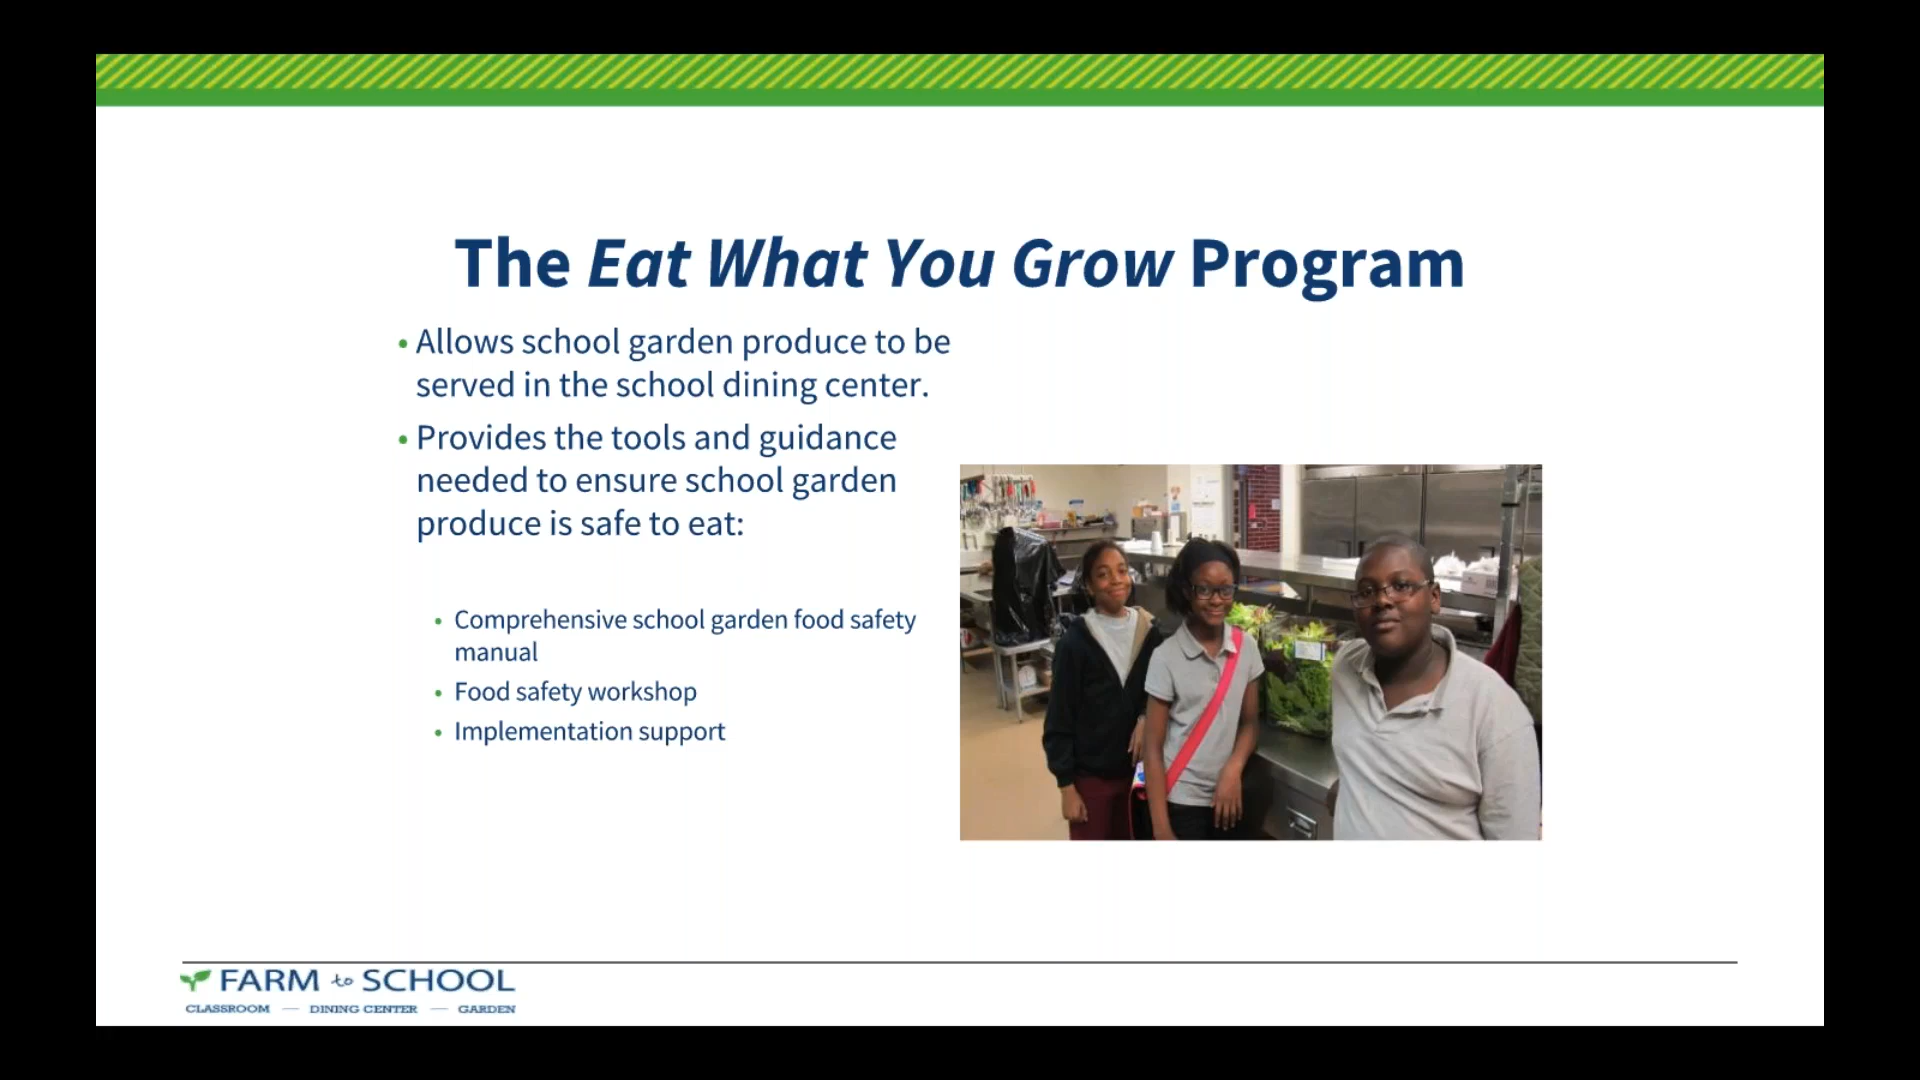 The Eat What You Grow Program
• Allows school garden produce to be
served in the school dining center.
• Provides the tools and guidance
needed to ensure school garden
produce is safe to eat:
• Comprehensive school garden food safety
manual
• Food safety workshop
• Implementation support
FARM to SCHOOL
CLASSROOM — DINING CENTER — GARDEN